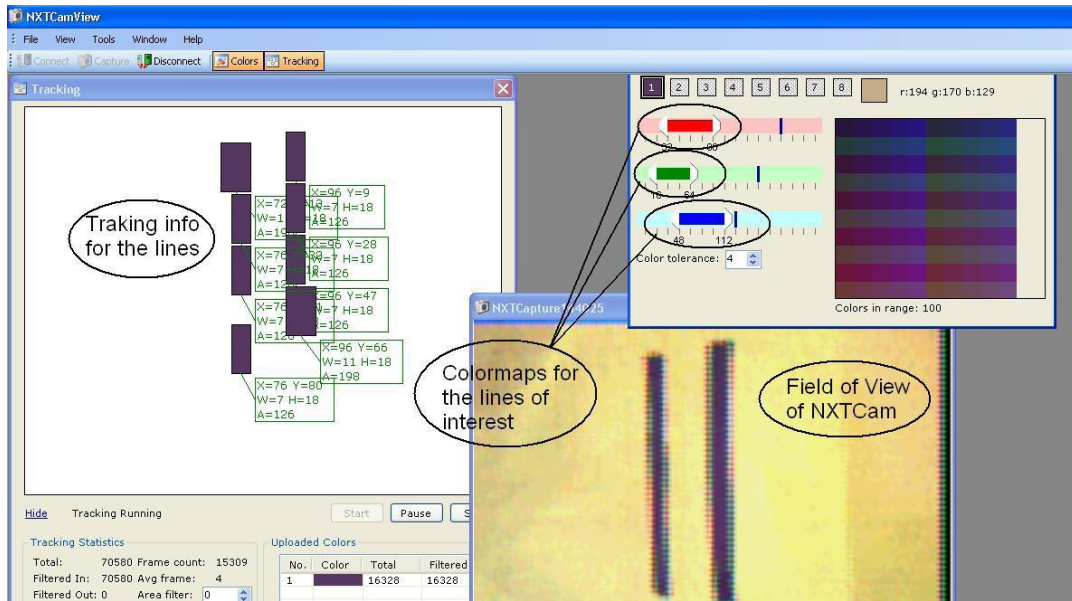 NXTCamView
File View Tools Window Help
Connect Capture Disconnect Colors Tracking
Tracking
1 2 3 4 5 6 7 8 r:194 g:170 b:129
16 64
48 112
Color tolerance: 4
Colors in range: 100
Traking info
for the lines
X=96 Y=9
W=7 H=18
A=126
X=96 Y=28
W=7 H=18
A=126
X=96 Y=47
W=7 H=18
A=126
X=96 Y=66
W=11 H=18
A=198
X=76 Y=80
W=7 H=18
A=126
Colormaps for
the lines of
interest
Field of View
of NXTCam
Hide Tracking Running Start Pause
Tracking Statistics
Total: 70580 Frame count: 15309
Filtered In: 70580 Avg frame: 4
Filtered Out: 0 Area filter: 0
Uploaded Colors
No. Color Total Filtered
1 16328 16328